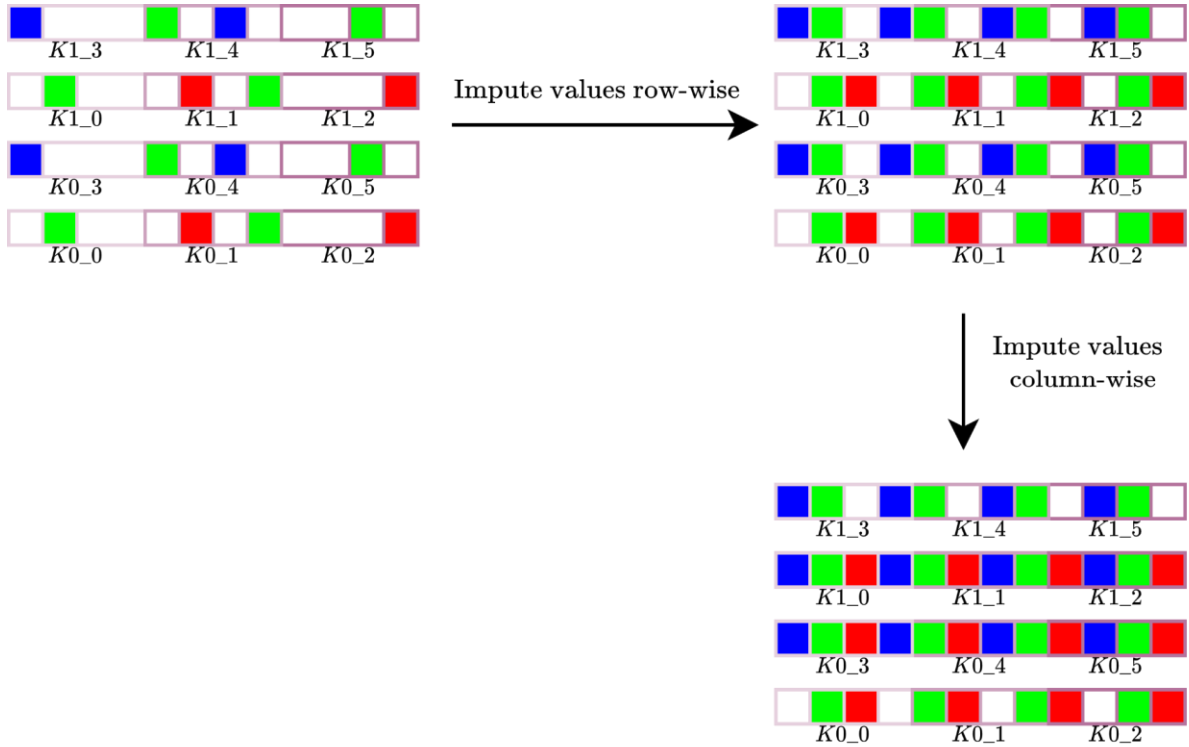 K1_3 K1_4 K1_5
K1_0 K1_1 K1_2
K0_3 K0_4 K0_5
K0_0 K0_1 K0_2
Impute values row-wise
K1_3 K1_4 K1_5
K1_0 K1_1 K1_2
K0_3 K0_4 K0_5
K0_0 K0_1 K0_2
Impute values
column-wise
K1_3 K1_4 K1_5
K1_0 K1_1 K1_2
K0_3 K0_4 K0_5
K0_0 K0_1 K0_2